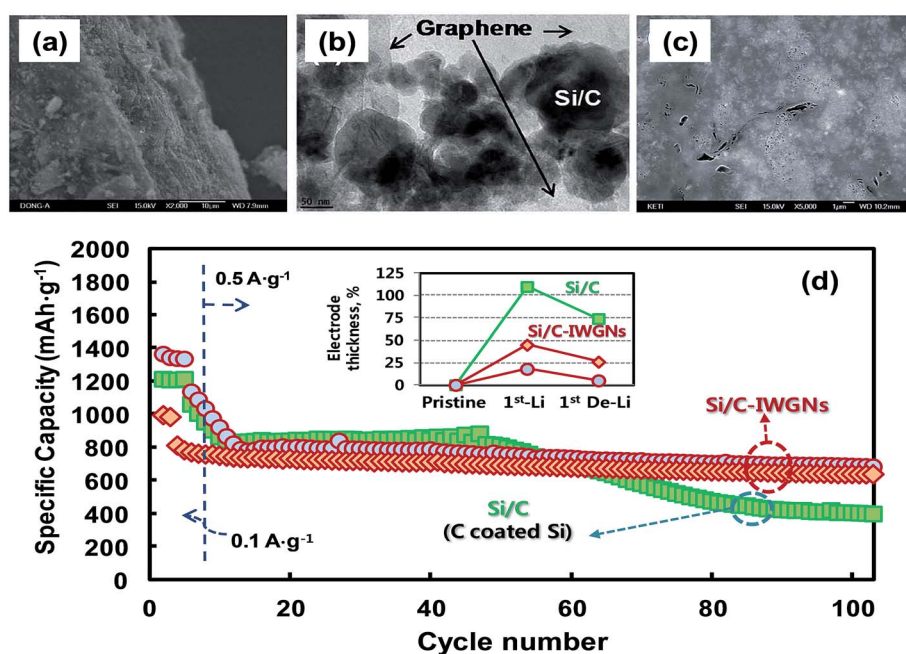 (a)
(b)
Graphene
(c)
Si/C
DONG-A SEI 15.0kV X2,000 10μm WD 7.9mm
50 nm
KETI SEI 15.0kV X5,000 1μm WD 10.2mm
(d)
Specific Capacity (mAh·g⁻¹)
2000
1800
1600
1400
1200
1000
800
600
400
200
0
0.5 A·g⁻¹
0.1 A·g⁻¹
Electrode
thickness, %
125
100
75
50
25
0
Si/C
Si/C-IWGNs
Pristine 1ˢᵗ-Li 1ˢᵗ De-Li
Si/C-IWGNs
Si/C
(C coated Si)
0 20 40 60 80 100
Cycle number